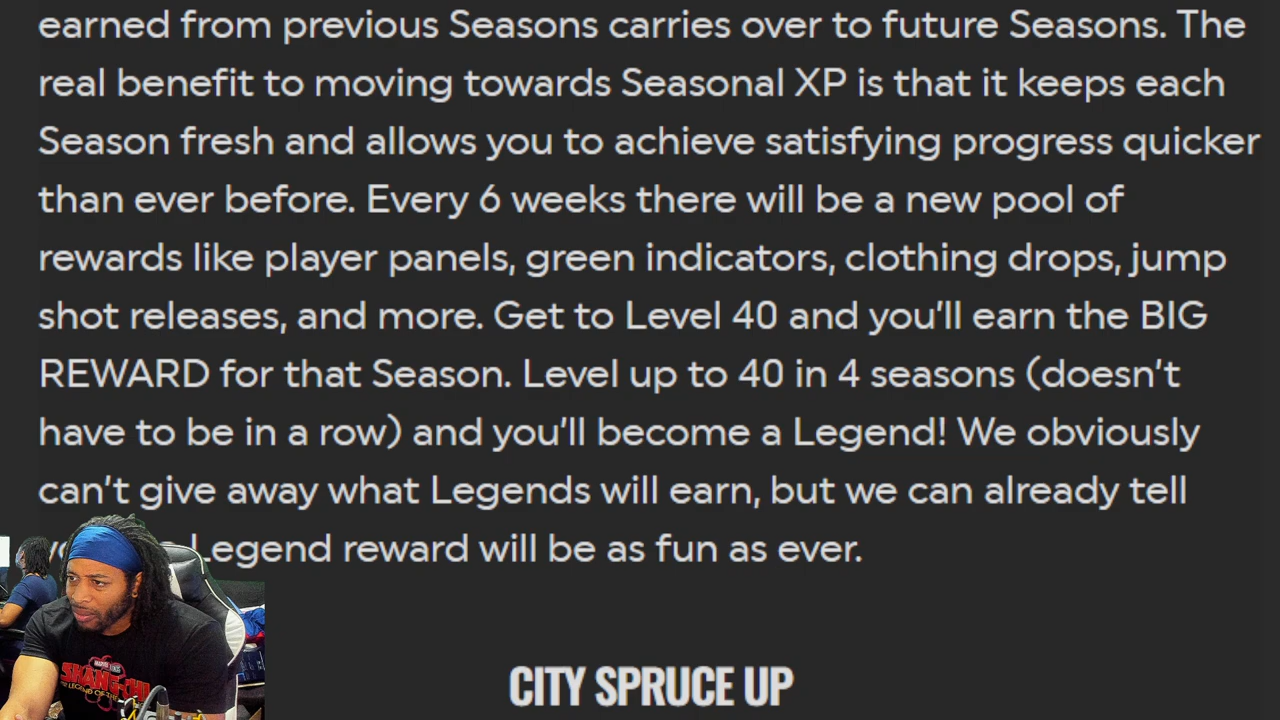 earned from previous Seasons carries over to future Seasons. The
real benefit to moving towards Seasonal XP is that it keeps each
Season fresh and allows you to achieve satisfying progress quicker
than ever before. Every 6 weeks there will be a new pool of
rewards like player panels, green indicators, clothing drops, jump
shot releases, and more. Get to Level 40 and you’ll earn the BIG
REWARD for that Season. Level up to 40 in 4 seasons (doesn’t
have to be in a row) and you’ll become a Legend! We obviously
can’t give away what Legends will earn, but we can already tell
Legend reward will be as fun as ever.
SHANG-CHI
CITY SPRUCE UP